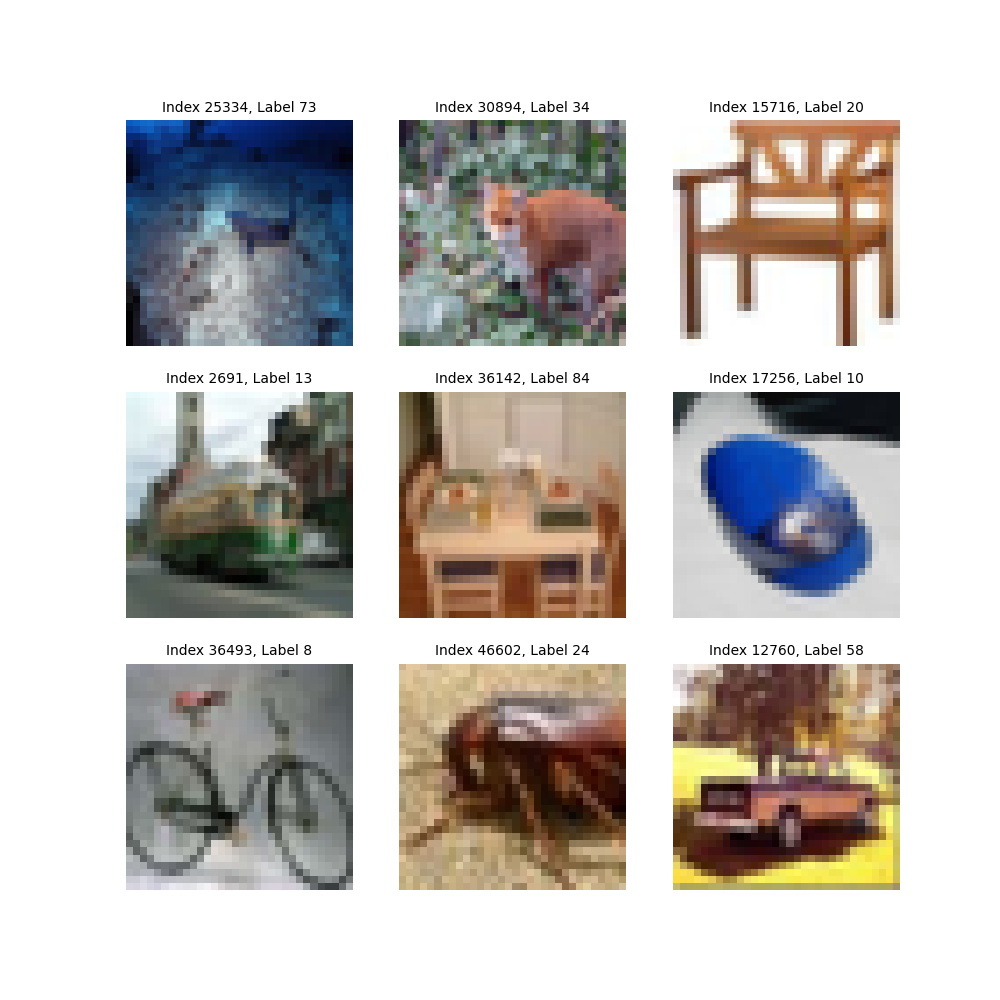 Index 25334, Label 73
Index 30894, Label 34
Index 15716, Label 20
Index 2691, Label 13
Index 36142, Label 84
Index 17256, Label 10
Index 36493, Label 8
Index 46602, Label 24
Index 12760, Label 58